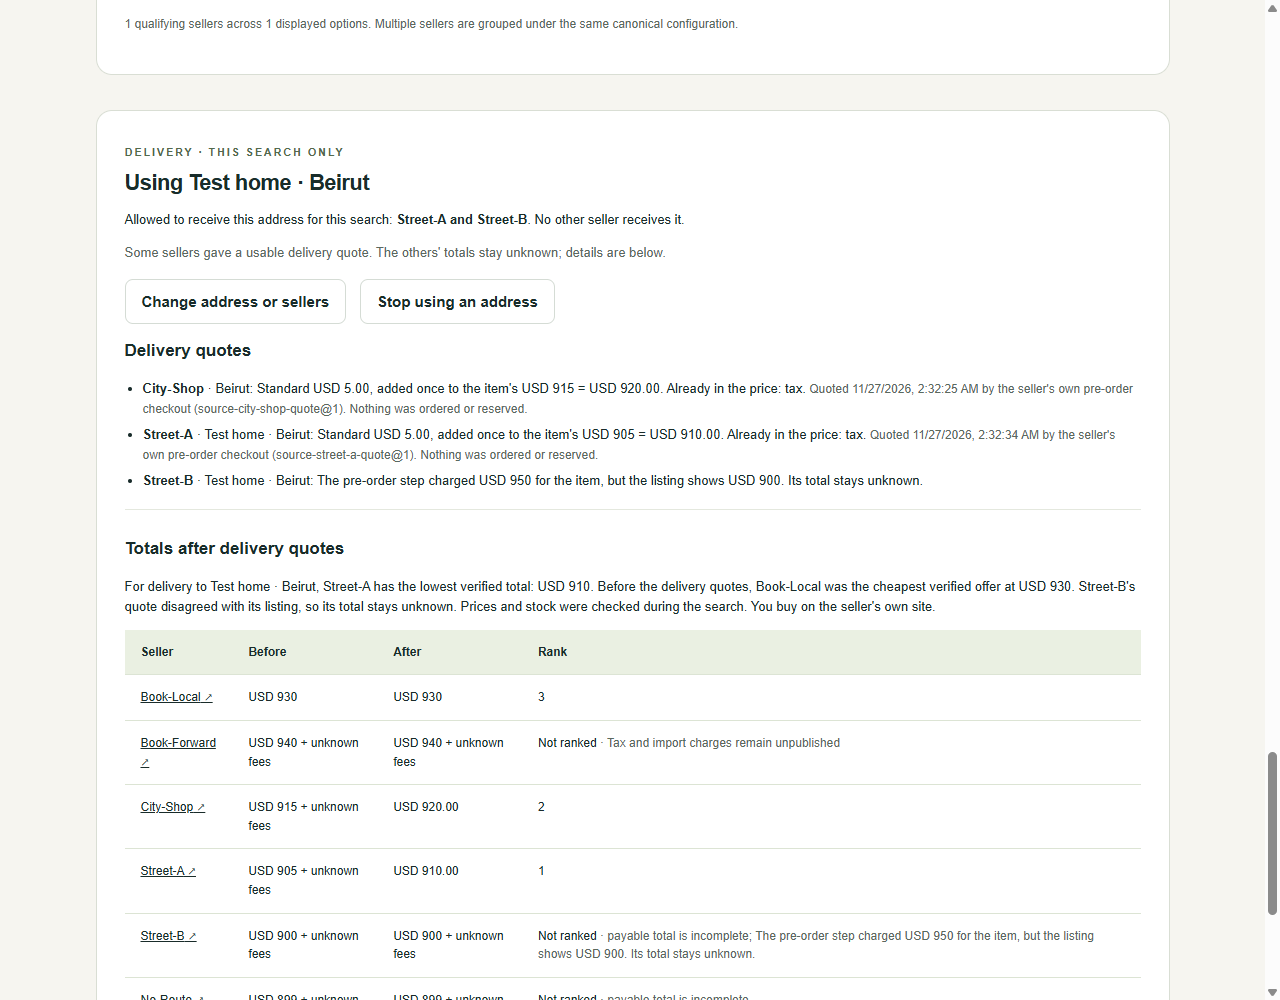 1 qualifying sellers across 1 displayed options. Multiple sellers are grouped under the same canonical configuration.
DELIVERY · THIS SEARCH ONLY
Using Test home · Beirut
Allowed to receive this address for this search: Street-A and Street-B. No other seller receives it.
Some sellers gave a usable delivery quote. The others' totals stay unknown; details are below.
Change address or sellers
Stop using an address
Delivery quotes
• City-Shop · Beirut: Standard USD 5.00, added once to the item's USD 915 = USD 920.00. Already in the price: tax. Quoted 11/27/2026, 2:32:25 AM by the seller's own pre-order
checkout (source-city-shop-quote@1). Nothing was ordered or reserved.
• Street-A · Test home · Beirut: Standard USD 5.00, added once to the item's USD 905 = USD 910.00. Already in the price: tax. Quoted 11/27/2026, 2:32:34 AM by the seller's
own pre-order checkout (source-street-a-quote@1). Nothing was ordered or reserved.
• Street-B · Test home · Beirut: The pre-order step charged USD 950 for the item, but the listing shows USD 900. Its total stays unknown.
Totals after delivery quotes
For delivery to Test home · Beirut, Street-A has the lowest verified total: USD 910. Before the delivery quotes, Book-Local was the cheapest verified offer at USD 930. Street-B's
quote disagreed with its listing, so its total stays unknown. Prices and stock were checked during the search. You buy on the seller's own site.
Seller Before After Rank
Book-Local ↗ USD 930 USD 930 3
Book-Forward USD 940 + unknown USD 940 + unknown Not ranked · Tax and import charges remain unpublished
↗ fees fees
City-Shop ↗ USD 915 + unknown USD 920.00 2
fees
Street-A ↗ USD 905 + unknown USD 910.00 1
fees
Street-B ↗ USD 900 + unknown USD 900 + unknown Not ranked · payable total is incomplete; The pre-order step charged USD 950 for the item, but the listing
fees fees shows USD 900. Its total stays unknown.
No-Route ↗ USD 899 + unknown USD 899 + unknown Not ranked · payable total is incomplete